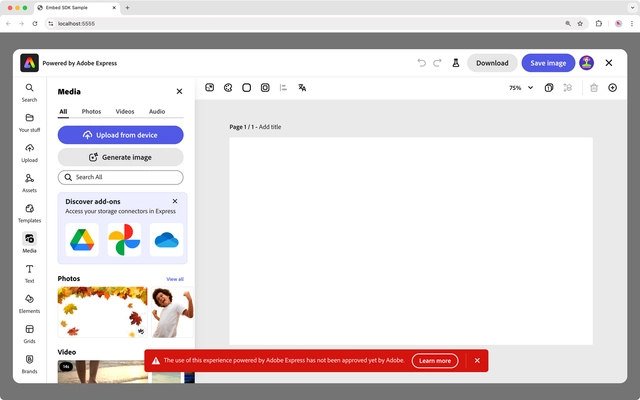 Embed SDK Sample
localhost:5555
Powered by Adobe Express
Download
Save image
Search
Your stuff
Upload
Assets
Templates
Media
Text
Elements
Grids
Brands
Media
All
Photos
Videos
Audio
Upload from device
Generate image
Search All
Discover add-ons
Access your storage connectors in Express
Photos
View all
Video
14s
75%
Page 1 / 1 - Add title
The use of this experience powered by Adobe Express has not been approved yet by Adobe.
Learn more